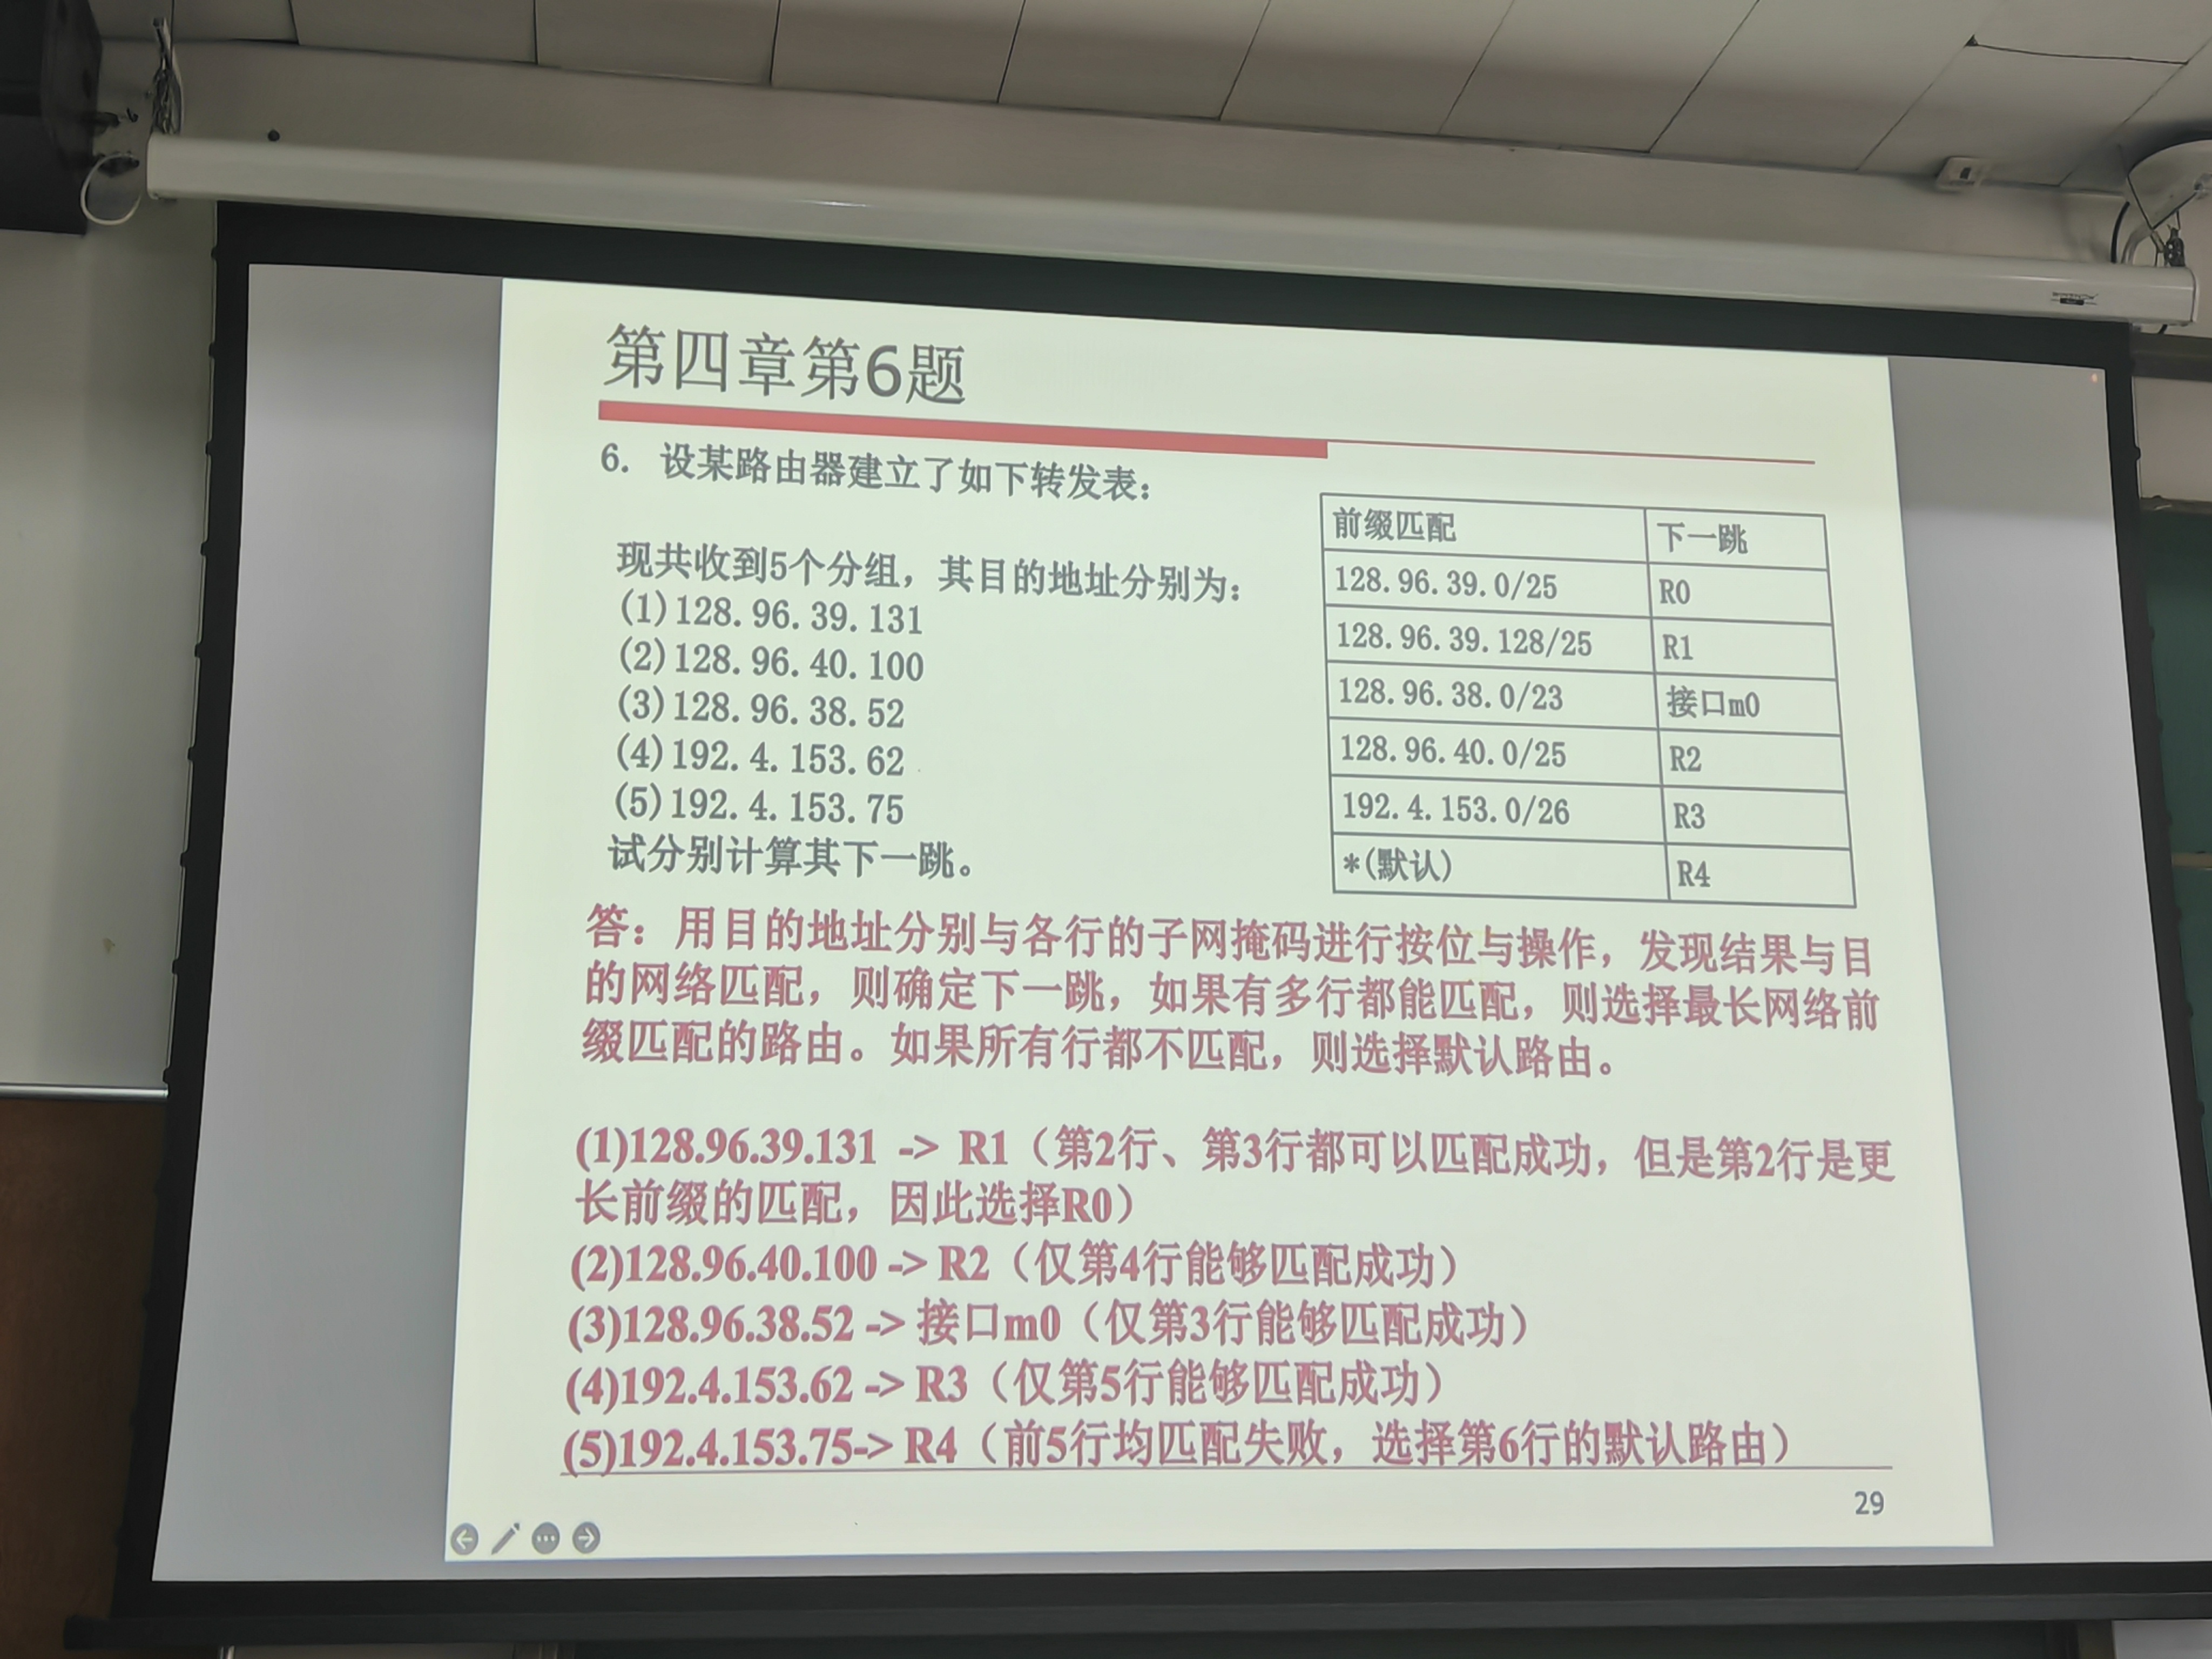 第四章第6题
6. 设某路由器建立了如下转发表：
现共收到5个分组，其目的地址分别为：
(1)128.96.39.131
(2)128.96.40.100
(3)128.96.38.52
(4)192.4.153.62
(5)192.4.153.75
试分别计算其下一跳。
前缀匹配 下一跳
128.96.39.0/25 R0
128.96.39.128/25 R1
128.96.38.0/23 接口m0
128.96.40.0/25 R2
192.4.153.0/26 R3
*(默认) R4
答：用目的地址分别与各行的子网掩码进行按位与操作，发现结果与目
的网络匹配，则确定下一跳，如果有多行都能匹配，则选择最长网络前
缀匹配的路由。如果所有行都不匹配，则选择默认路由。
(1)128.96.39.131 -> R1（第2行、第3行都可以匹配成功，但是第2行是更
长前缀的匹配，因此选择R0）
(2)128.96.40.100 -> R2（仅第4行能够匹配成功）
(3)128.96.38.52 -> 接口m0（仅第3行能够匹配成功）
(4)192.4.153.62 -> R3（仅第5行能够匹配成功）
(5)192.4.153.75-> R4（前5行均匹配失败，选择第6行的默认路由）
29